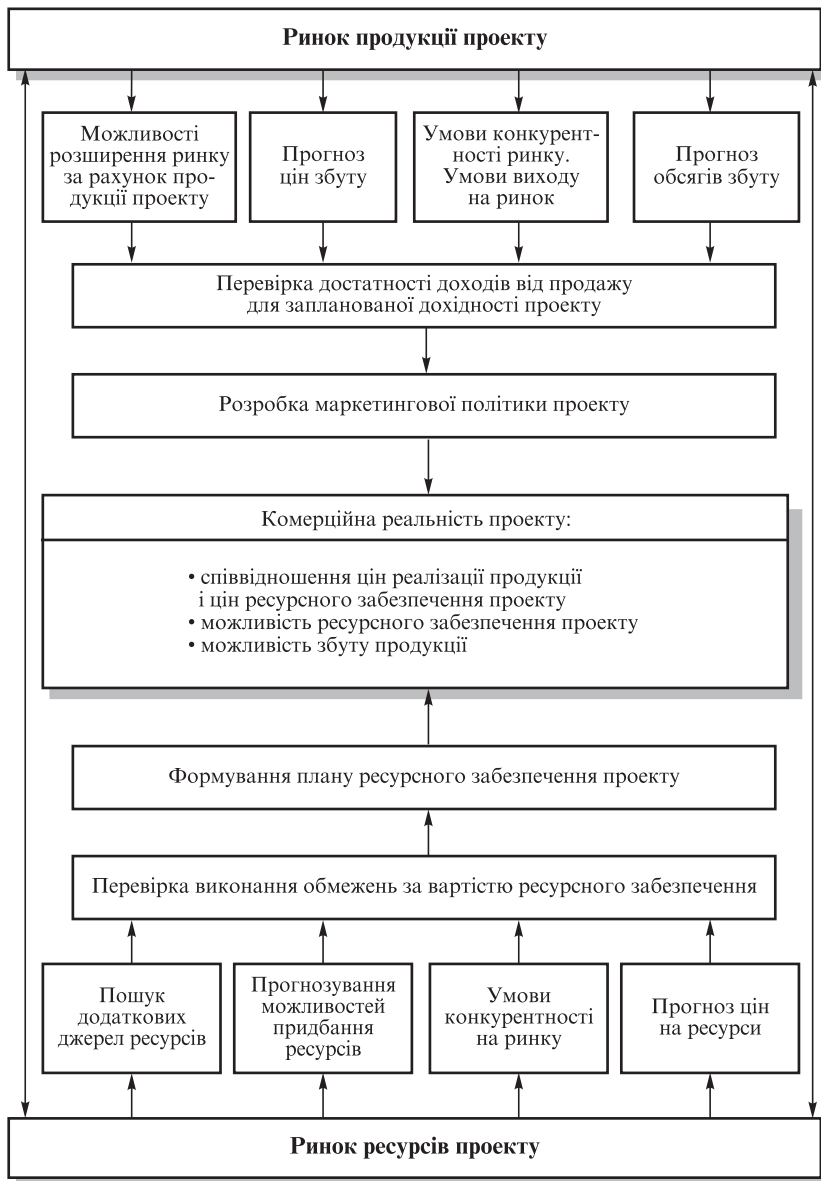 Ринок продукції проекту
Можливості
розширення ринку
за рахунок про-
дукції проекту
Прогноз
цін збуту
Умови конкурент-
ності ринку.
Умови виходу
на ринок
Прогноз
обсягів збуту
Перевірка достатності доходів від продажу
для запланованої дохідності проекту
Розробка маркетингової політики проекту
Комерційна реальність проекту:
• співвідношення цін реалізації продукції
і цін ресурсного забезпечення проекту
• можливість ресурсного забезпечення проекту
• можливість збуту продукції
Формування плану ресурсного забезпечення проекту
Перевірка виконання обмежень за вартістю ресурсного забезпечення
Пошук
додаткових
джерел ресурсів
Прогнозування
можливостей
придбання
ресурсів
Умови
конкурентності
на ринку
Прогноз цін
на ресурси
Ринок ресурсів проекту